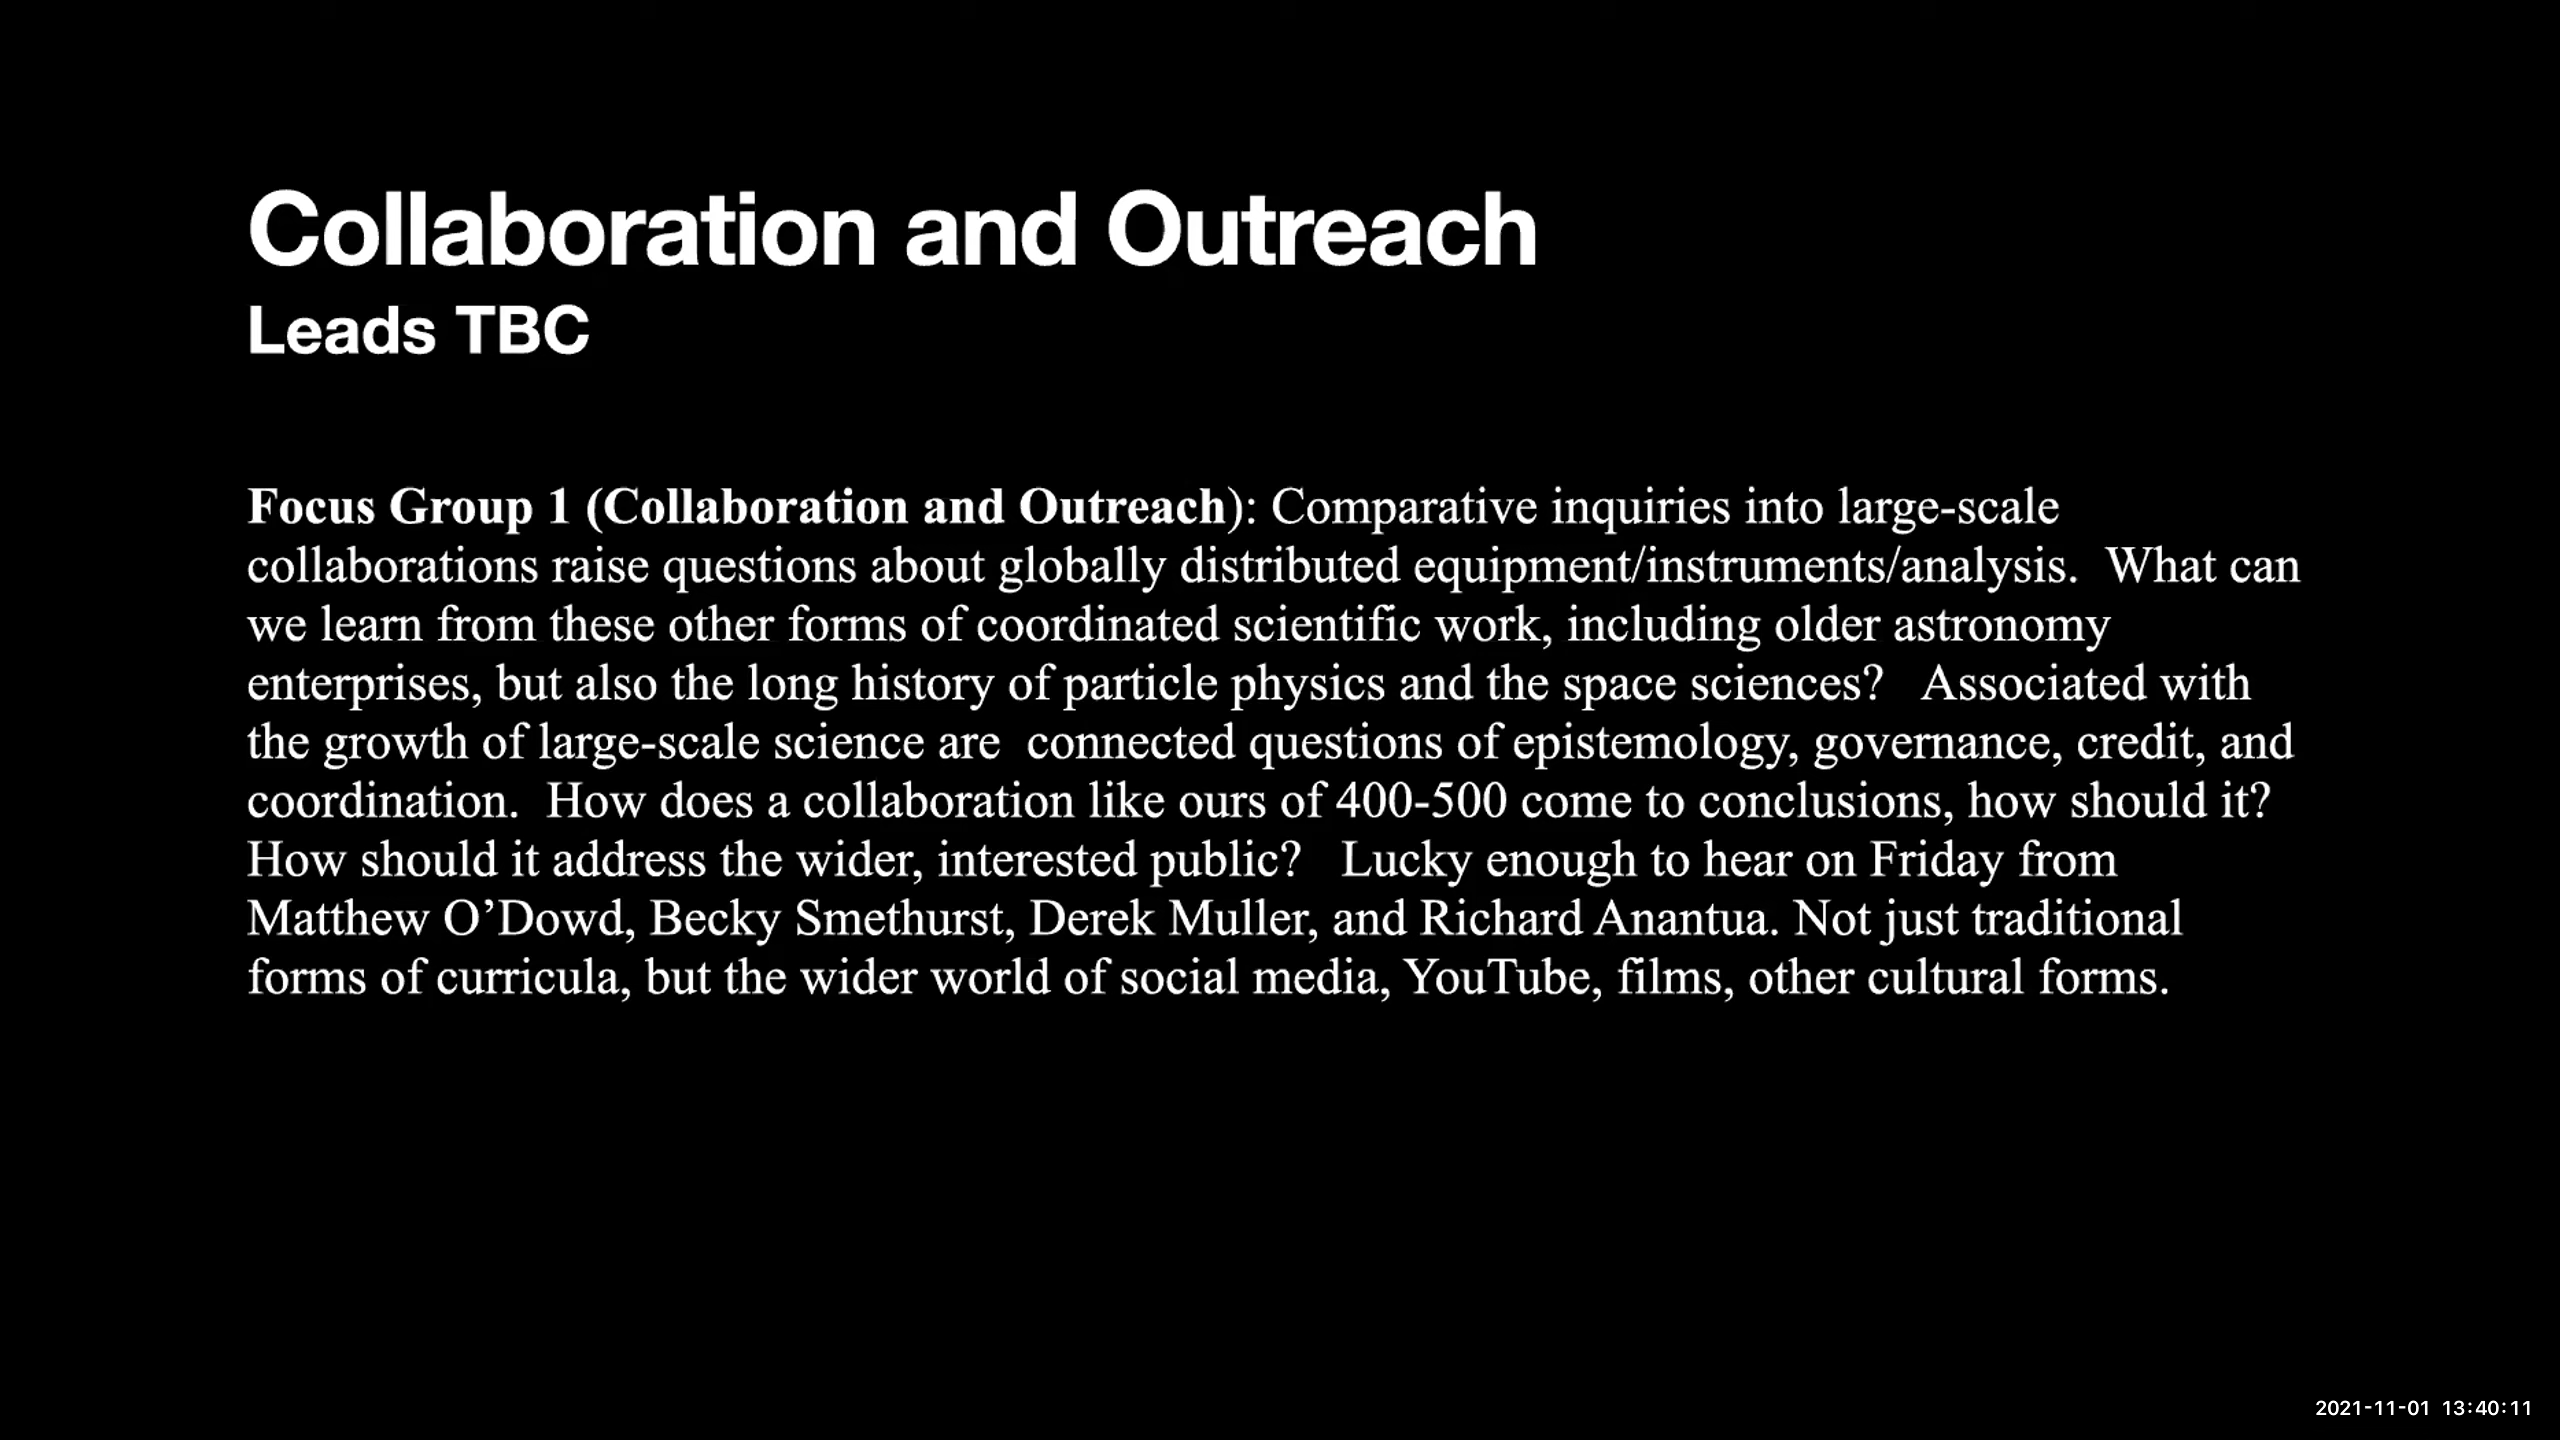 Collaboration and Outreach
Leads TBC
Focus Group 1 (Collaboration and Outreach): Comparative inquiries into large-scale
collaborations raise questions about globally distributed equipment/instruments/analysis.  What can
we learn from these other forms of coordinated scientific work, including older astronomy
enterprises, but also the long history of particle physics and the space sciences?   Associated with
the growth of large-scale science are  connected questions of epistemology, governance, credit, and
coordination.  How does a collaboration like ours of 400-500 come to conclusions, how should it?
How should it address the wider, interested public?   Lucky enough to hear on Friday from
Matthew O’Dowd, Becky Smethurst, Derek Muller, and Richard Anantua. Not just traditional
forms of curricula, but the wider world of social media, YouTube, films, other cultural forms.
2021-11-01 13:40:11